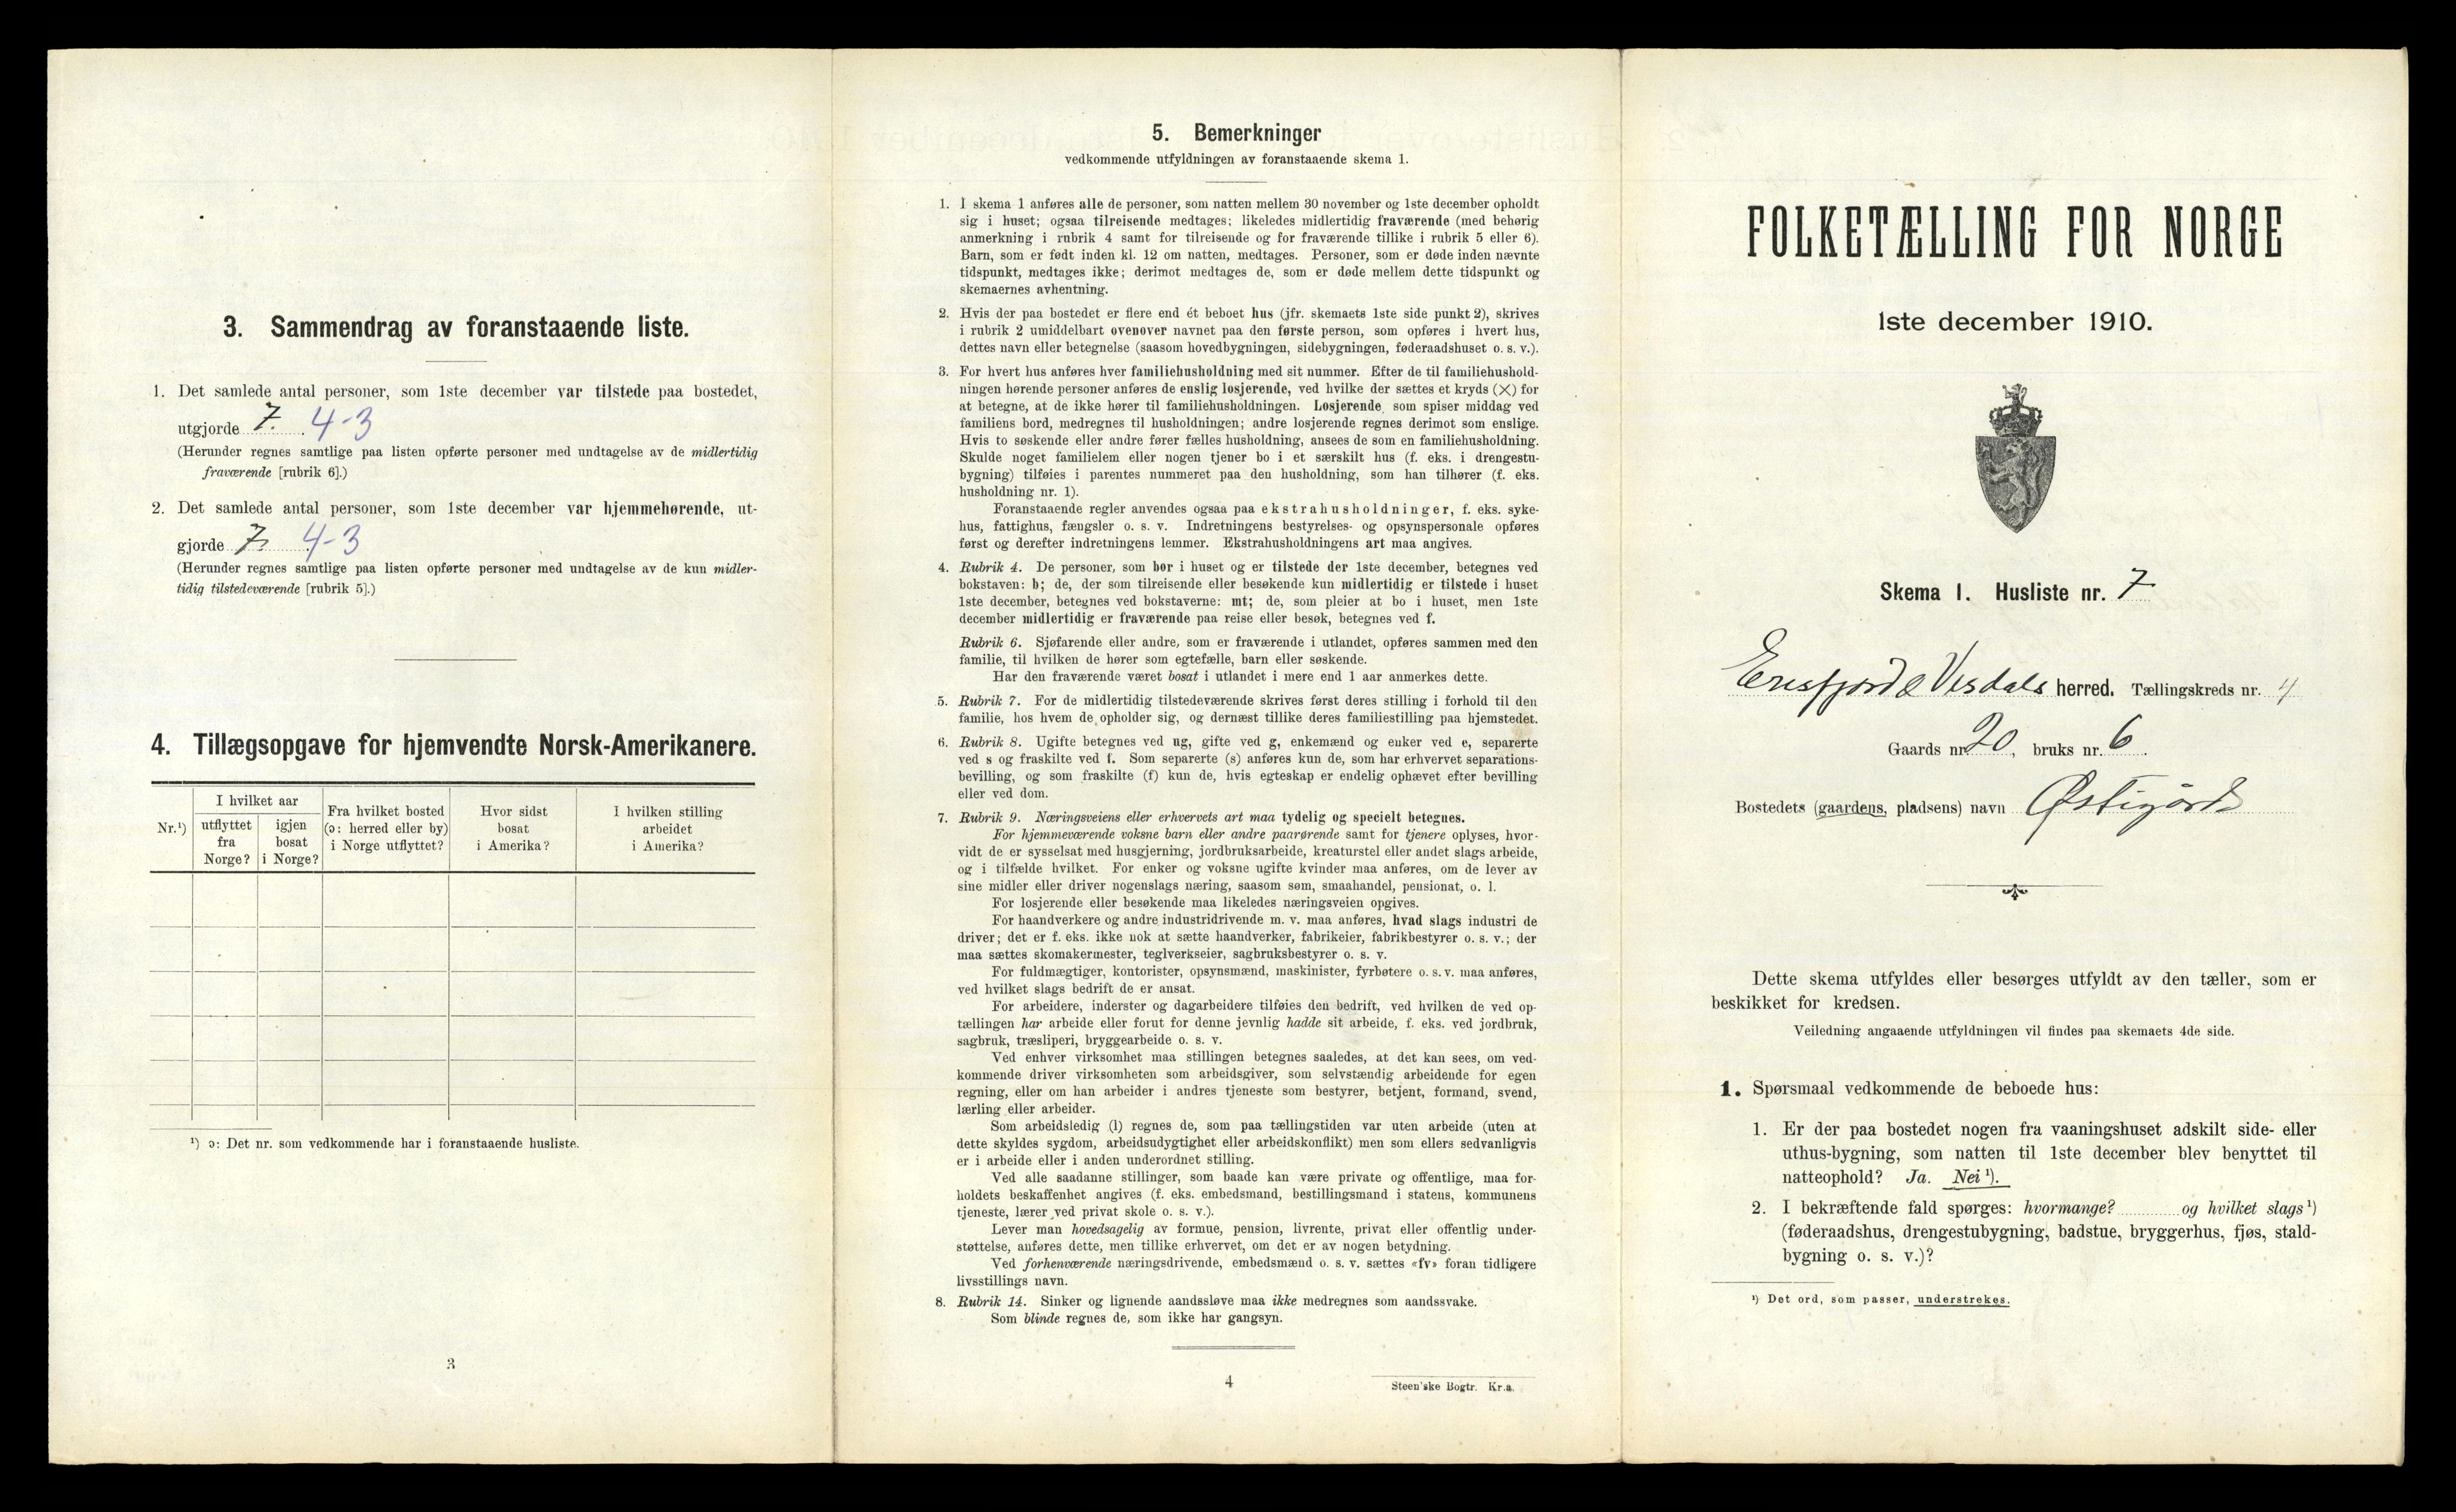 3. Sammendrag av foranstaaende liste.
1. Det samlede antal personer, som 1ste december var tilstede paa bostedet,
utgjorde 7. 4-3
(Herunder regnes samtlige paa listen opførte personer med undtagelse av de midlertidig
fraværende [rubrik 6].)
2. Det samlede antal personer, som 1ste december var hjemmehørende, ut-
gjorde 7. 4-3
(Herunder regnes samtlige paa listen opførte personer med undtagelse av de kun midler-
tidig tilstedeværende [rubrik 5].)
4. Tillægsopgave for hjemvendte Norsk-Amerikanere.
Nr.¹)
I hvilket aar
utflyttet fra Norge?
igjen bosat i Norge?
Fra hvilket bosted (ɔ: herred eller by) i Norge utflyttet?
Hvor sidst bosat i Amerika?
I hvilken stilling arbeidet i Amerika?
¹) ɔ: Det nr. som vedkommende har i foranstaaende husliste.
3
5. Bemerkninger
vedkommende utfyldningen av foranstaaende skema 1.
1. I skema 1 anføres alle de personer, som natten mellem 30 november og 1ste december opholdt
sig i huset; ogsaa tilreisende medtages; likeledes midlertidig fraværende (med behørig
anmerkning i rubrik 4 samt for tilreisende og for fraværende tillike i rubrik 5 eller 6).
Barn, som er født inden kl. 12 om natten, medtages. Personer, som er døde inden nævnte
tidspunkt, medtages ikke; derimot medtages de, som er døde mellem dette tidspunkt og
skemaernes avhentning.
2. Hvis der paa bostedet er flere end ét beboet hus (jfr. skemaets 1ste side punkt 2), skrives
i rubrik 2 umiddelbart ovenover navnet paa den første person, som opføres i hvert hus,
dettes navn eller betegnelse (saasom hovedbygningen, sidebygningen, føderaadshuset o. s. v.).
3. For hvert hus anføres hver familiehusholdning med sit nummer. Efter de til familiehushold-
ningen hørende personer anføres de enslig losjerende, ved hvilke der sættes et kryds (×) for
at betegne, at de ikke hører til familiehusholdningen. Losjerende som spiser middag ved
familiens bord, medregnes til husholdningen; andre losjerende regnes derimot som enslige.
Hvis to søskende eller andre fører fælles husholdning, ansees de som en familiehusholdning.
Skulde noget familielem eller nogen tjener bo i et særskilt hus (f. eks. i drengestu-
bygning) tilføies i parentes nummeret paa den husholdning, som han tilhører (f. eks.
husholdning nr. 1).
Foranstaaende regler anvendes ogsaa paa ekstrahusholdninger, f. eks. syke-
hus, fattighus, fængsler o. s. v. Indretningens bestyrelses- og opsynspersonale opføres
først og derefter indretningens lemmer. Ekstrahusholdningens art maa angives.
4. Rubrik 4. De personer, som bor i huset og er tilstede der 1ste december, betegnes ved
bokstaven: b; de, der som tilreisende eller besøkende kun midlertidig er tilstede i huset
1ste december, betegnes ved bokstaverne: mt; de, som pleier at bo i huset, men 1ste
december midlertidig er fraværende paa reise eller besøk, betegnes ved f.
Rubrik 6. Sjøfarende eller andre, som er fraværende i utlandet, opføres sammen med den
familie, til hvilken de hører som egtefælle, barn eller søskende.
Har den fraværende været bosat i utlandet i mere end 1 aar anmerkes dette.
5. Rubrik 7. For de midlertidig tilstedeværende skrives først deres stilling i forhold til den
familie, hos hvem de opholder sig, og dernæst tillike deres familiestilling paa hjemstedet.
6. Rubrik 8. Ugifte betegnes ved ug, gifte ved g, enkemænd og enker ved e, separerte
ved s og fraskilte ved f. Som separerte (s) anføres kun de, som har erhvervet separations-
bevilling, og som fraskilte (f) kun de, hvis egteskap er endelig ophævet efter bevilling
eller ved dom.
7. Rubrik 9. Næringsveiens eller erhvervets art maa tydelig og specielt betegnes.
For hjemmeværende voksne barn eller andre paarørende samt for tjenere oplyses, hvor-
vidt de er sysselsat med husgjerning, jordbruksarbeide, kreaturstel eller andet slags arbeide,
og i tilfælde hvilket. For enker og voksne ugifte kvinder maa anføres, om de lever av
sine midler eller driver nogenslags næring, saasom søm, smaahandel, pensionat, o. l.
For losjerende eller besøkende maa likeledes næringsveien opgives.
For haandverkere og andre industridrivende m. v. maa anføres, hvad slags industri de
driver; det er f. eks. ikke nok at sætte haandverker, fabrikeier, fabrikbestyrer o. s. v.; der
maa sættes skomakermester, teglverkseier, sagbruksbestyrer o. s. v.
For fuldmægtiger, kontorister, opsynsmænd, maskinister, fyrbøtere o. s. v. maa anføres,
ved hvilket slags bedrift de er ansat.
For arbeidere, inderster og dagarbeidere tilføies den bedrift, ved hvilken de ved op-
tællingen har arbeide eller forut for denne jevnlig hadde sit arbeide, f. eks. ved jordbruk,
sagbruk, træsliperi, bryggearbeide o. s. v.
Ved enhver virksomhet maa stillingen betegnes saaledes, at det kan sees, om ved-
kommende driver virksomheten som arbeidsgiver, som selvstændig arbeidende for egen
regning, eller om han arbeider i andres tjeneste som bestyrer, betjent, formand, svend,
lærling eller arbeider.
Som arbeidsledig (l) regnes de, som paa tællingstiden var uten arbeide (uten at
dette skyldes sygdom, arbeidsudygtighet eller arbeidskonflikt) men som ellers sedvanligvis
er i arbeide eller i anden underordnet stilling.
Ved alle saadanne stillinger, som baade kan være private og offentlige, maa for-
holdets beskaffenhet angives (f. eks. embedsmand, bestillingsmand i statens, kommunens
tjeneste, lærer ved privat skole o. s. v.).
Lever man hovedsagelig av formue, pension, livrente, privat eller offentlig under-
støttelse, anføres dette, men tillike erhvervet, om det er av nogen betydning.
Ved forhenværende næringsdrivende, embedsmænd o. s. v. sættes «fv» foran tidligere
livsstillings navn.
8. Rubrik 14. Sinker og lignende aandssløve maa ikke medregnes som aandssvake.
Som blinde regnes de, som ikke har gangsyn.
4
Steen'ske Bogtr. Kr.a.
FOLKETÆLLING FOR NORGE
1ste december 1910.
Skema 1. Husliste nr. 7
Eresfjord & Visdals herred. Tællingskreds nr. 4
Gaards nr. 20, bruks nr. 6.
Bostedets (gaardens, pladsens) navn Østigård
Dette skema utfyldes eller besørges utfyldt av den tæller, som er
beskikket for kredsen.
Veiledning angaaende utfyldningen vil findes paa skemaets 4de side.
1. Spørsmaal vedkommende de beboede hus:
1. Er der paa bostedet nogen fra vaaningshuset adskilt side- eller
uthus-bygning, som natten til 1ste december blev benyttet til
natteophold? Ja. Nei ¹).
2. I bekræftende fald spørges: hvormange? og hvilket slags ¹)
(føderaadshus, drengestubygning, badstue, bryggerhus, fjøs, stald-
bygning o. s. v.)?
¹) Det ord, som passer, understrekes.